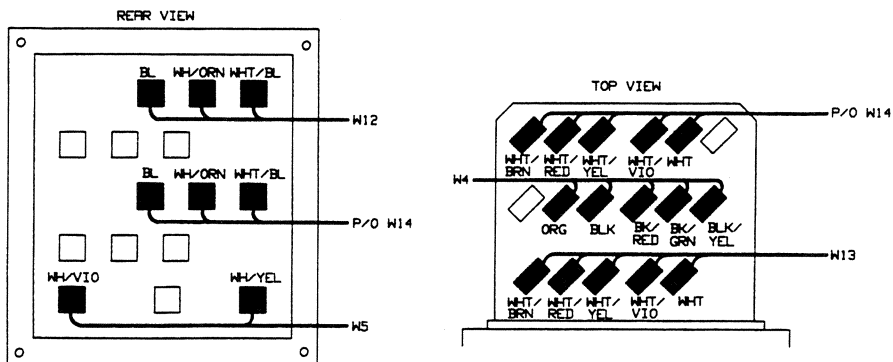 REAR VIEW
BL WH/ORN WHT/BL
W12
BL WH/ORN WHT/BL
P/O W14
WH/VIO WH/YEL
W5
TOP VIEW
P/O W14
WHT/BRN WHT/RED WHT/YEL WHT/VIO WHT
W4
ORG BLK BK/RED BK/GRN BLK/YEL
W13
WHT/BRN WHT/RED WHT/YEL WHT/VIO WHT